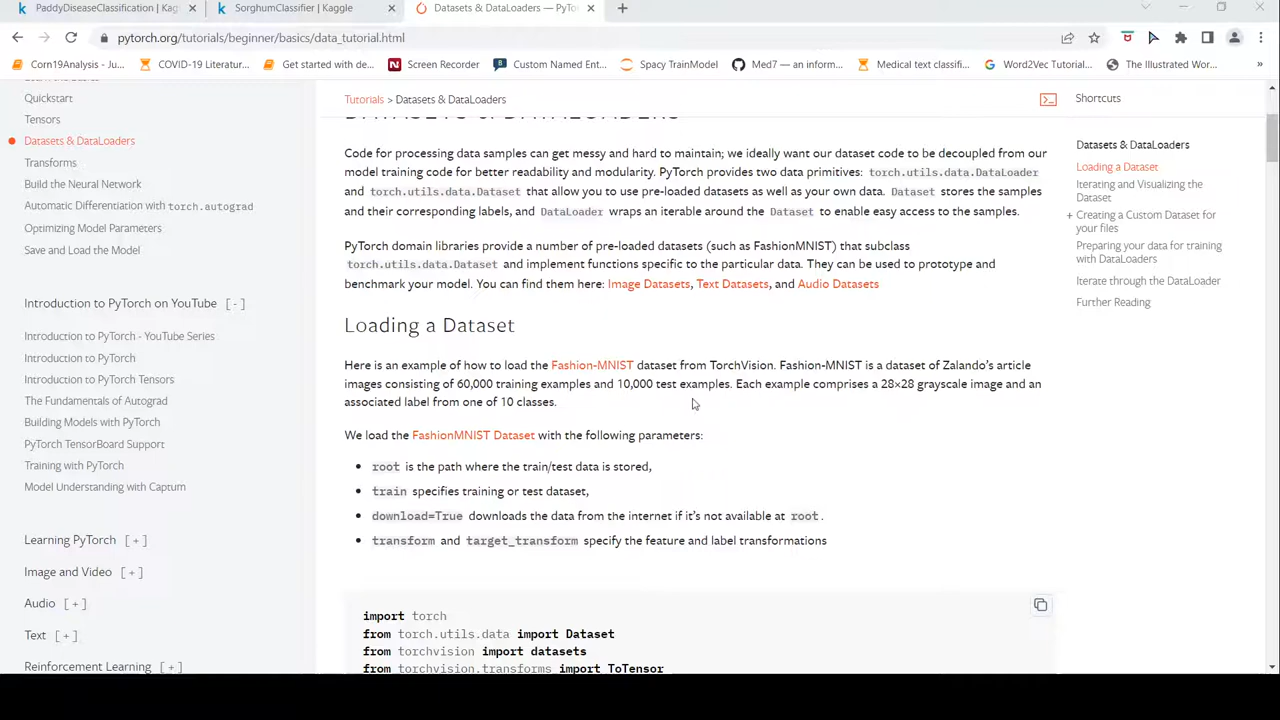 PaddyDiseaseClassification | Kag
SorghumClassifier | Kaggle
Datasets & DataLoaders — PyTo
pytorch.org/tutorials/beginner/basics/data_tutorial.html
Corn19Analysis - Ju...
COVID-19 Literatur...
Get started with de...
Screen Recorder
Custom Named Ent...
Spacy TrainModel
Med7 — an inform...
Medical text classifi...
Word2Vec Tutorial...
The Illustrated Wor...
»
Quickstart
Tensors
Datasets & DataLoaders
Transforms
Build the Neural Network
Automatic Differentiation with torch.autograd
Optimizing Model Parameters
Save and Load the Model
Introduction to PyTorch on YouTube [ - ]
Introduction to PyTorch - YouTube Series
Introduction to PyTorch
Introduction to PyTorch Tensors
The Fundamentals of Autograd
Building Models with PyTorch
PyTorch TensorBoard Support
Training with PyTorch
Model Understanding with Captum
Learning PyTorch [ + ]
Image and Video [ + ]
Audio [ + ]
Text [ + ]
Reinforcement Learning [ + ]
Tutorials > Datasets & DataLoaders
DATASETS & DATALOADERS
Code for processing data samples can get messy and hard to maintain; we ideally want our dataset code to be decoupled from our
model training code for better readability and modularity. PyTorch provides two data primitives: torch.utils.data.DataLoader
and torch.utils.data.Dataset that allow you to use pre-loaded datasets as well as your own data. Dataset stores the samples
and their corresponding labels, and DataLoader wraps an iterable around the Dataset to enable easy access to the samples.
PyTorch domain libraries provide a number of pre-loaded datasets (such as FashionMNIST) that subclass
torch.utils.data.Dataset and implement functions specific to the particular data. They can be used to prototype and
benchmark your model. You can find them here: Image Datasets, Text Datasets, and Audio Datasets
Loading a Dataset
Here is an example of how to load the Fashion-MNIST dataset from TorchVision. Fashion-MNIST is a dataset of Zalando's article
images consisting of 60,000 training examples and 10,000 test examples. Each example comprises a 28×28 grayscale image and an
associated label from one of 10 classes.
We load the FashionMNIST Dataset with the following parameters:
• root is the path where the train/test data is stored,
• train specifies training or test dataset,
• download=True downloads the data from the internet if it's not available at root.
• transform and target_transform specify the feature and label transformations
import torch
from torch.utils.data import Dataset
from torchvision import datasets
from torchvision.transforms import ToTensor
Shortcuts
Datasets & DataLoaders
Loading a Dataset
Iterating and Visualizing the
Dataset
+ Creating a Custom Dataset for
your files
Preparing your data for training
with DataLoaders
Iterate through the DataLoader
Further Reading